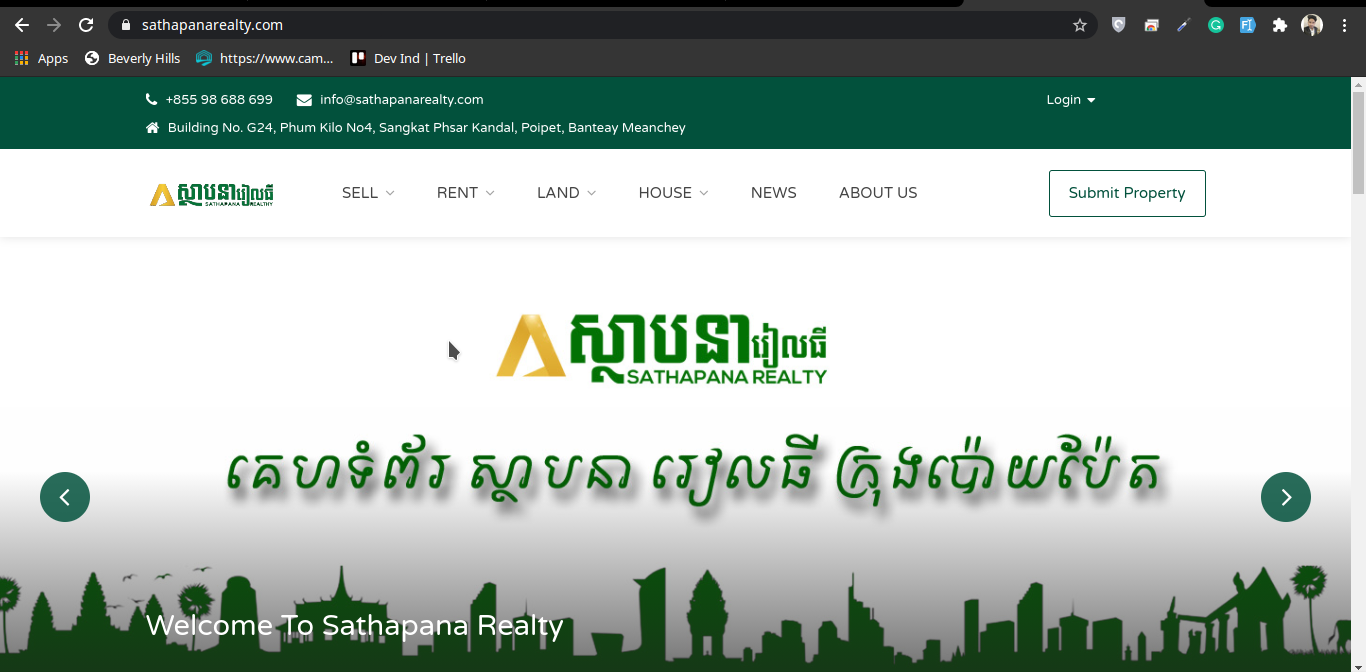 sathapanarealty.com
Apps Beverly Hills https://www.cam... Dev Ind | Trello
+855 98 688 699 info@sathapanarealty.com Login
Building No. G24, Phum Kilo No4, Sangkat Phsar Kandal, Poipet, Banteay Meanchey
ស្ថាបនារៀលធី
SATHAPANA REALTY
SELL RENT LAND HOUSE NEWS ABOUT US Submit Property
ស្ថាបនារៀលធី
SATHAPANA REALTY
គេហទំព័រ ស្ថាបនា រៀលធី ក្រុងប៉ោយប៉ែត
Welcome To Sathapana Realty